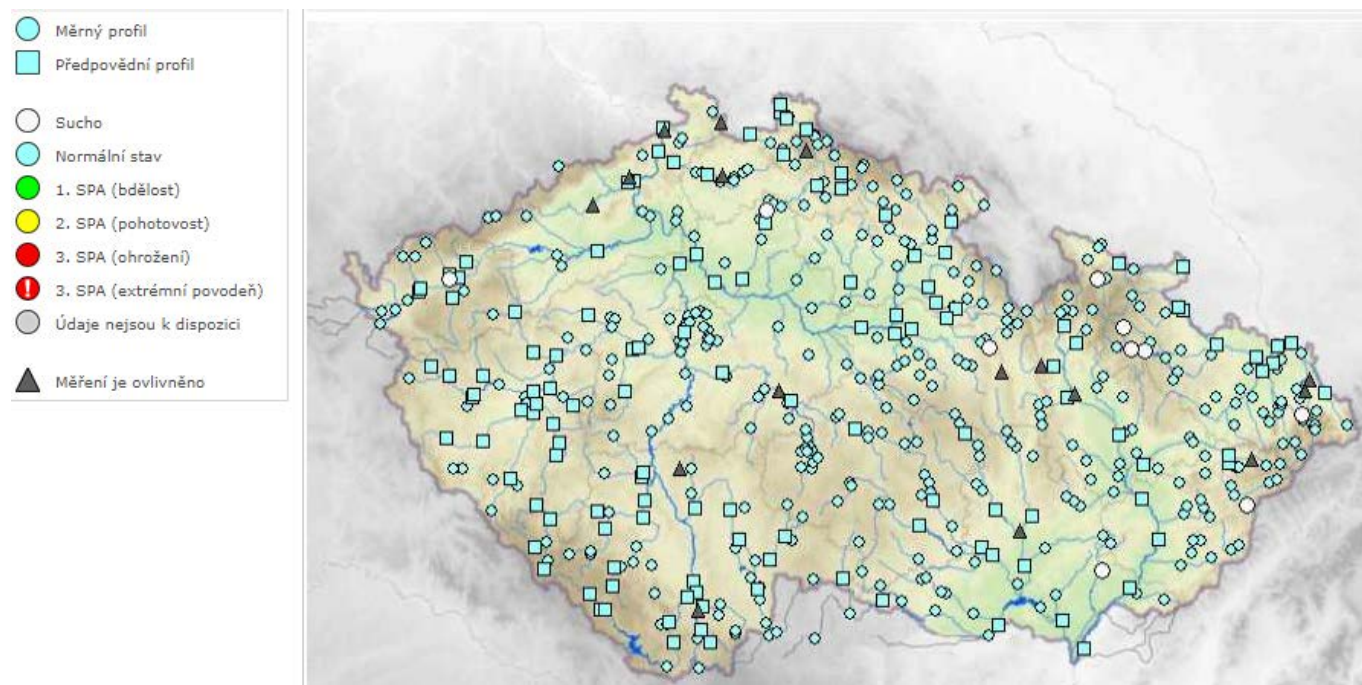 Měrný profil
Předpovědní profil
Sucho
Normální stav
1. SPA (bdělost)
2. SPA (pohotovost)
3. SPA (ohrožení)
3. SPA (extrémní povodeň)
Údaje nejsou k dispozici
Měření je ovlivněno